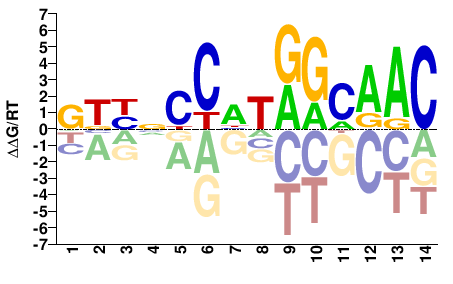 7
6
5
4
3
2
1
0
-1
-2
-3
-4
-5
-6
-7
ΔΔG/RT
G T C
T A
T C A G
G
C T G A
C T A G
A G
T A C G
G A C T
G A C T
C A G
A G C
A G C T
C A G T
1 2 3 4 5 6 7 8 9 10 11 12 13 14